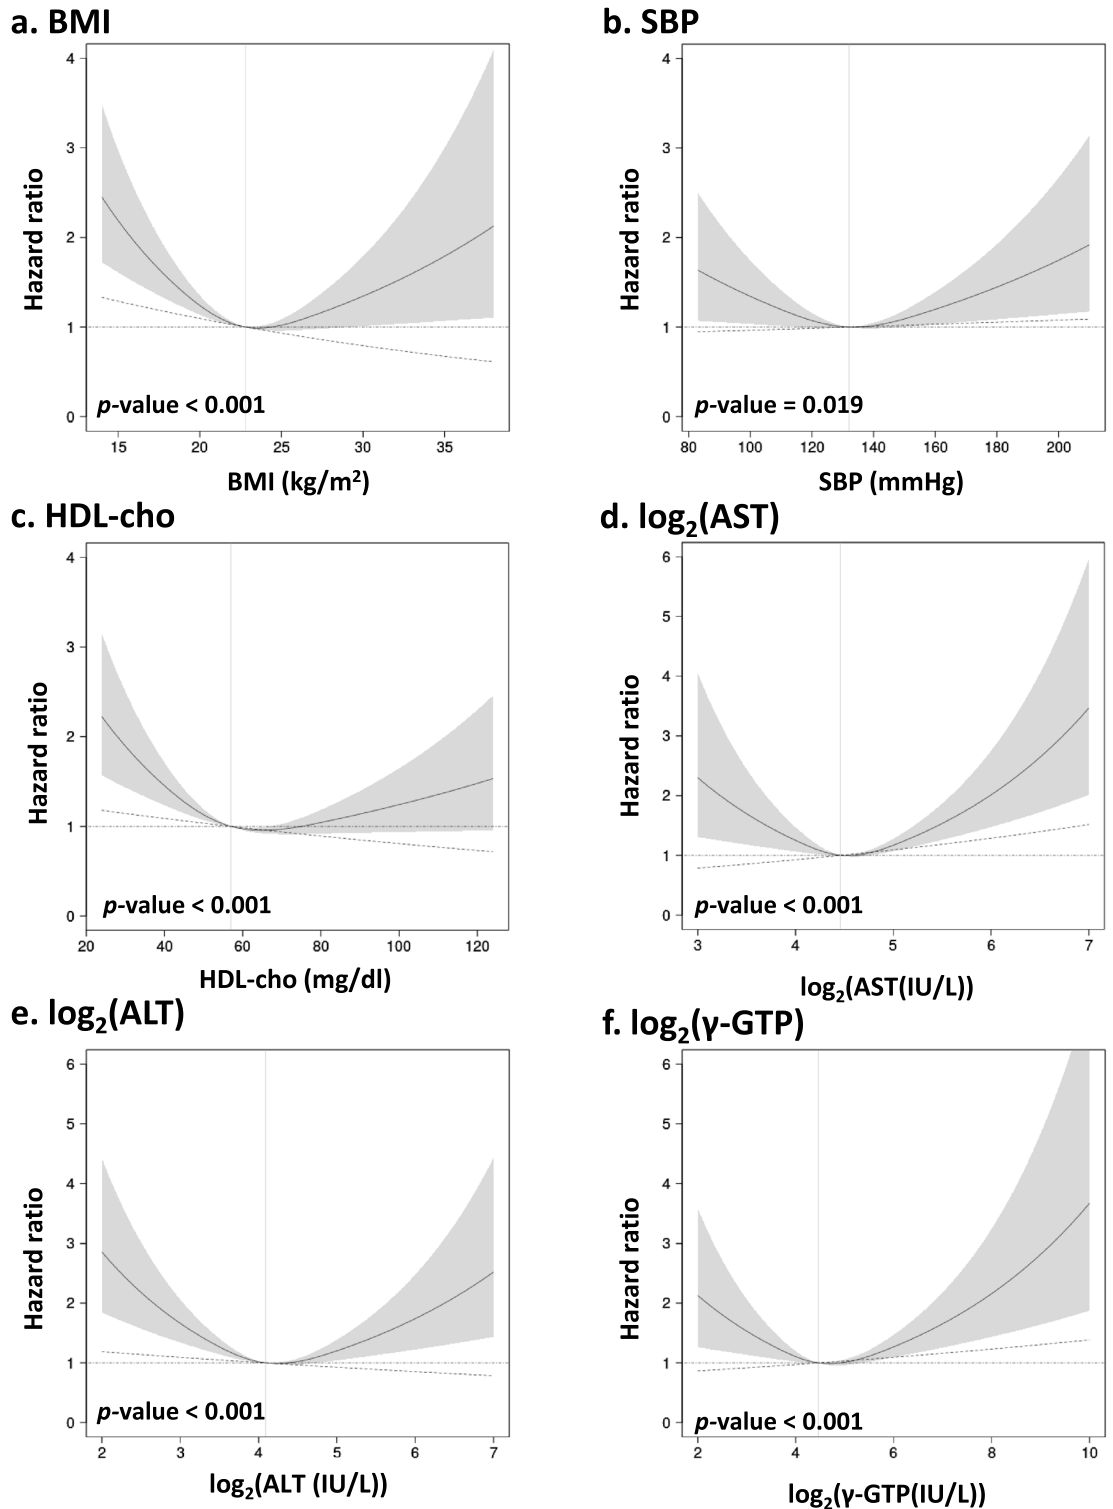 a. BMI
4
3
2
1
0
Hazard ratio
p-value < 0.001
15 20 25 30 35
BMI (kg/m²)
b. SBP
4
3
2
1
0
Hazard ratio
p-value = 0.019
80 100 120 140 160 180 200
SBP (mmHg)
c. HDL-cho
4
3
2
1
0
Hazard ratio
p-value < 0.001
20 40 60 80 100 120
HDL-cho (mg/dl)
d. log₂(AST)
6
5
4
3
2
1
0
Hazard ratio
p-value < 0.001
3 4 5 6 7
log₂(AST(IU/L))
e. log₂(ALT)
6
5
4
3
2
1
0
Hazard ratio
p-value < 0.001
2 3 4 5 6 7
log₂(ALT (IU/L))
f. log₂(γ-GTP)
6
5
4
3
2
1
0
Hazard ratio
p-value < 0.001
2 4 6 8 10
log₂(γ-GTP(IU/L))